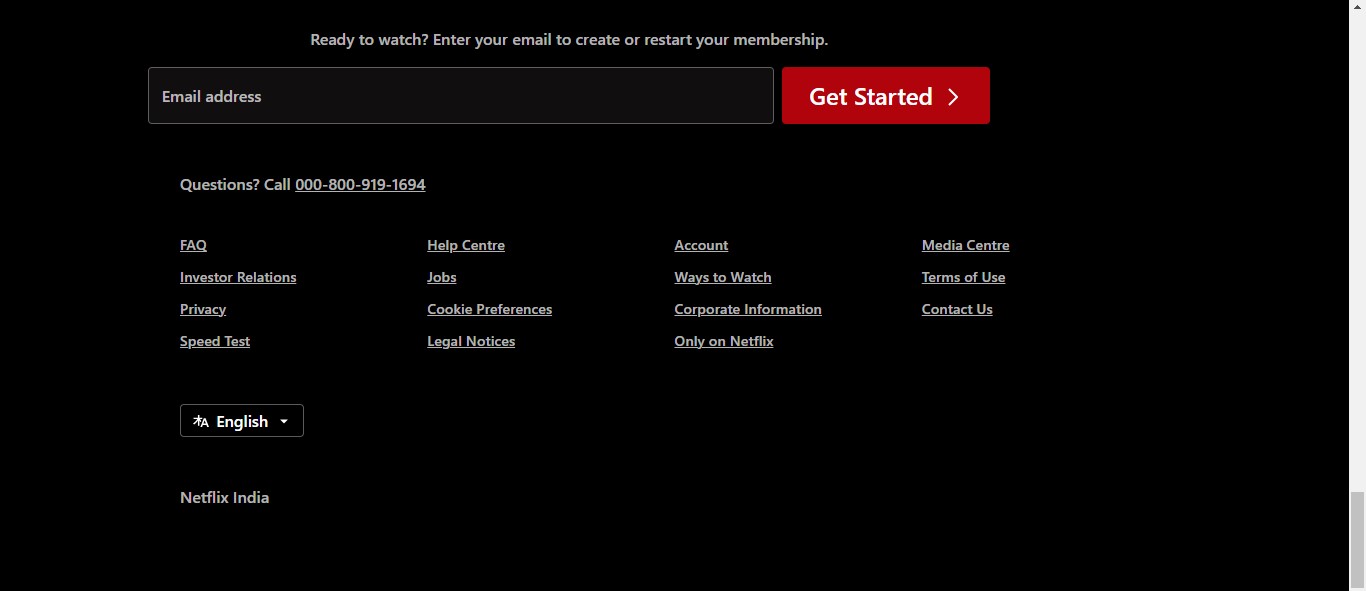 Ready to watch? Enter your email to create or restart your membership.
Email address
Get Started
Questions? Call 000-800-919-1694
FAQ Help Centre Account Media Centre
Investor Relations Jobs Ways to Watch Terms of Use
Privacy Cookie Preferences Corporate Information Contact Us
Speed Test Legal Notices Only on Netflix
English
Netflix India